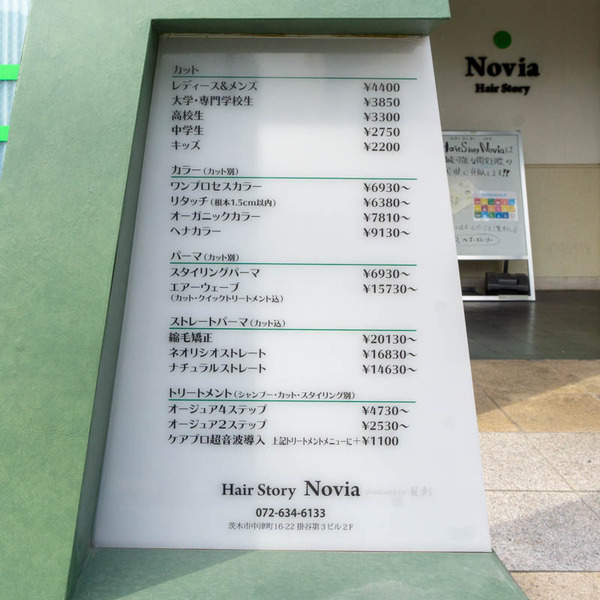 カット
レディース&メンズ ¥4400
大学・専門学校生 ¥3850
高校生 ¥3300
中学生 ¥2750
キッズ ¥2200
カラー(カット別)
ワンプロセスカラー ¥6930~
リタッチ(根本1.5cm以内) ¥6380~
オーガニックカラー ¥7810~
ヘナカラー ¥9130~
パーマ(カット別)
スタイリングパーマ ¥6930~
エアーウェーブ ¥15730~
(カット・クイックトリートメント込)
ストレートパーマ(カット込)
縮毛矯正 ¥20130~
ネオリシオストレート ¥16830~
ナチュラルストレート ¥14630~
トリートメント(シャンプー・カット・スタイリング別)
オージュア4ステップ ¥4730~
オージュア2ステップ ¥2530~
ケアプロ超音波導入 上記トリートメントメニューに+¥1100
Hair Story Novia
072-634-6133
茨木市中津町16-22 掛谷第3ビル2F
Novia
Hair Story
Hair Story Noviaは